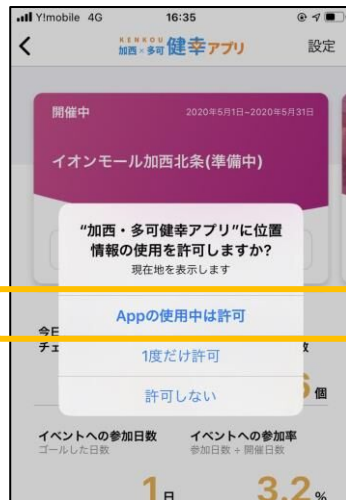 Y!mobile 4G 16:35
KENKOU
加西×多可 健幸アプリ 設定
開催中 2020年5月1日~2020年5月31日
イオンモール加西北条(準備中)
“加西・多可健幸アプリ”に位置
情報の使用を許可しますか?
現在地を表示します
Appの使用中は許可
今日
チェ 数
1度だけ許可
個
許可しない
イベントへの参加日数 イベントへの参加率
ゴールした日数 参加日数 ÷ 開催日数
1日 3.2%